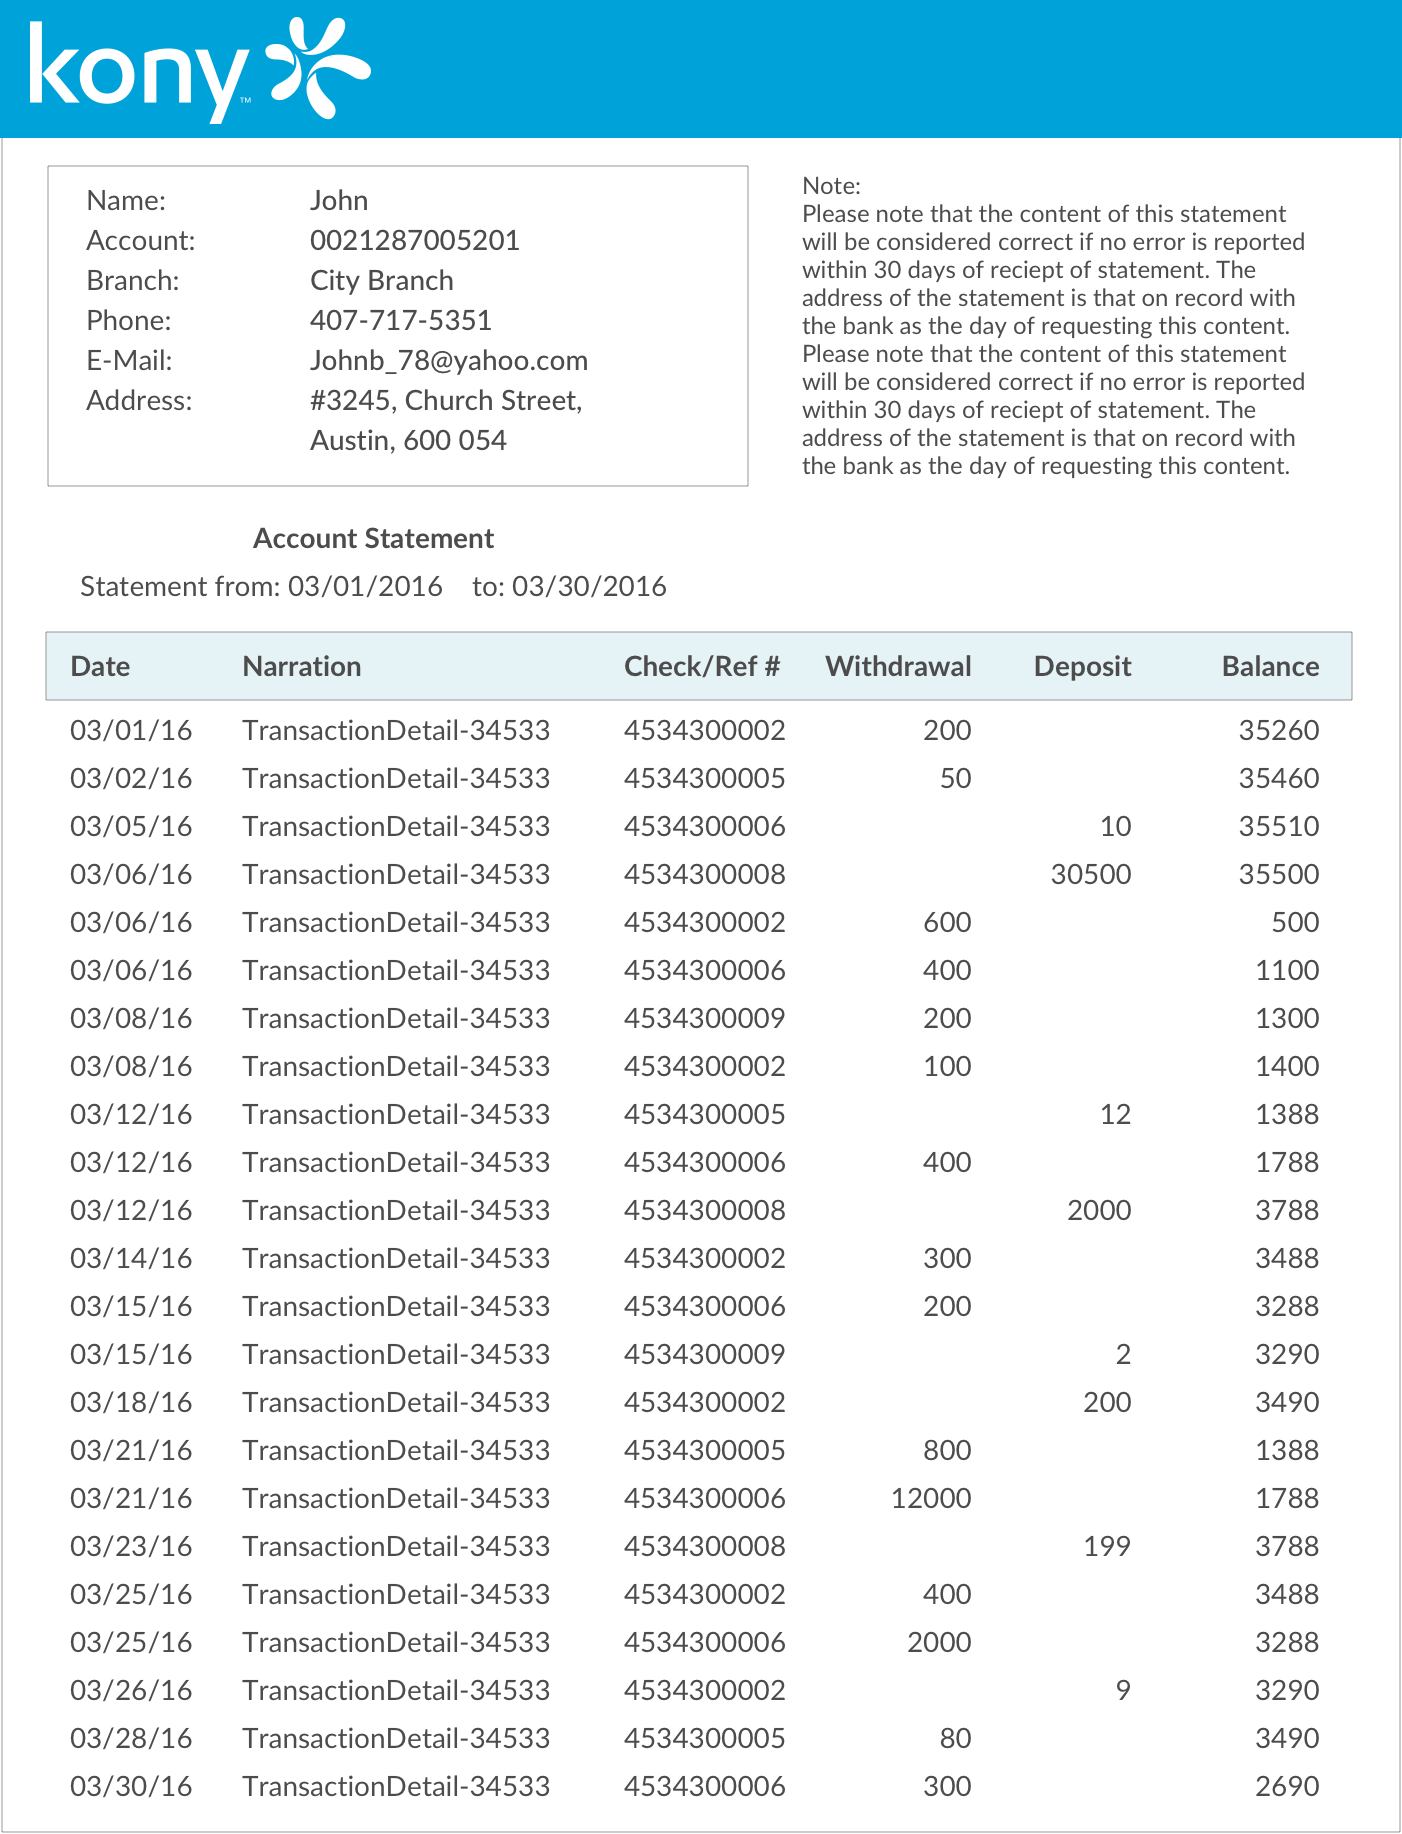 kony™
Name: John
Account: 0021287005201
Branch: City Branch
Phone: 407-717-5351
E-Mail: Johnb_78@yahoo.com
Address: #3245, Church Street,
Austin, 600 054
Note:
Please note that the content of this statement
will be considered correct if no error is reported
within 30 days of reciept of statement. The
address of the statement is that on record with
the bank as the day of requesting this content.
Please note that the content of this statement
will be considered correct if no error is reported
within 30 days of reciept of statement. The
address of the statement is that on record with
the bank as the day of requesting this content.
Account Statement
Statement from: 03/01/2016 to: 03/30/2016
Date Narration Check/Ref # Withdrawal Deposit Balance
03/01/16 TransactionDetail-34533 4534300002 200 35260
03/02/16 TransactionDetail-34533 4534300005 50 35460
03/05/16 TransactionDetail-34533 4534300006 10 35510
03/06/16 TransactionDetail-34533 4534300008 30500 35500
03/06/16 TransactionDetail-34533 4534300002 600 500
03/06/16 TransactionDetail-34533 4534300006 400 1100
03/08/16 TransactionDetail-34533 4534300009 200 1300
03/08/16 TransactionDetail-34533 4534300002 100 1400
03/12/16 TransactionDetail-34533 4534300005 12 1388
03/12/16 TransactionDetail-34533 4534300006 400 1788
03/12/16 TransactionDetail-34533 4534300008 2000 3788
03/14/16 TransactionDetail-34533 4534300002 300 3488
03/15/16 TransactionDetail-34533 4534300006 200 3288
03/15/16 TransactionDetail-34533 4534300009 2 3290
03/18/16 TransactionDetail-34533 4534300002 200 3490
03/21/16 TransactionDetail-34533 4534300005 800 1388
03/21/16 TransactionDetail-34533 4534300006 12000 1788
03/23/16 TransactionDetail-34533 4534300008 199 3788
03/25/16 TransactionDetail-34533 4534300002 400 3488
03/25/16 TransactionDetail-34533 4534300006 2000 3288
03/26/16 TransactionDetail-34533 4534300002 9 3290
03/28/16 TransactionDetail-34533 4534300005 80 3490
03/30/16 TransactionDetail-34533 4534300006 300 2690